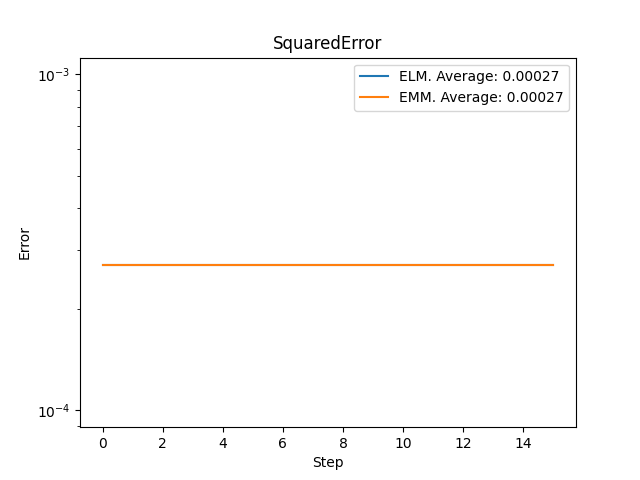 SquaredError
10⁻³
ELM. Average: 0.00027
EMM. Average: 0.00027
Error
10⁻⁴
0 2 4 6 8 10 12 14
Step